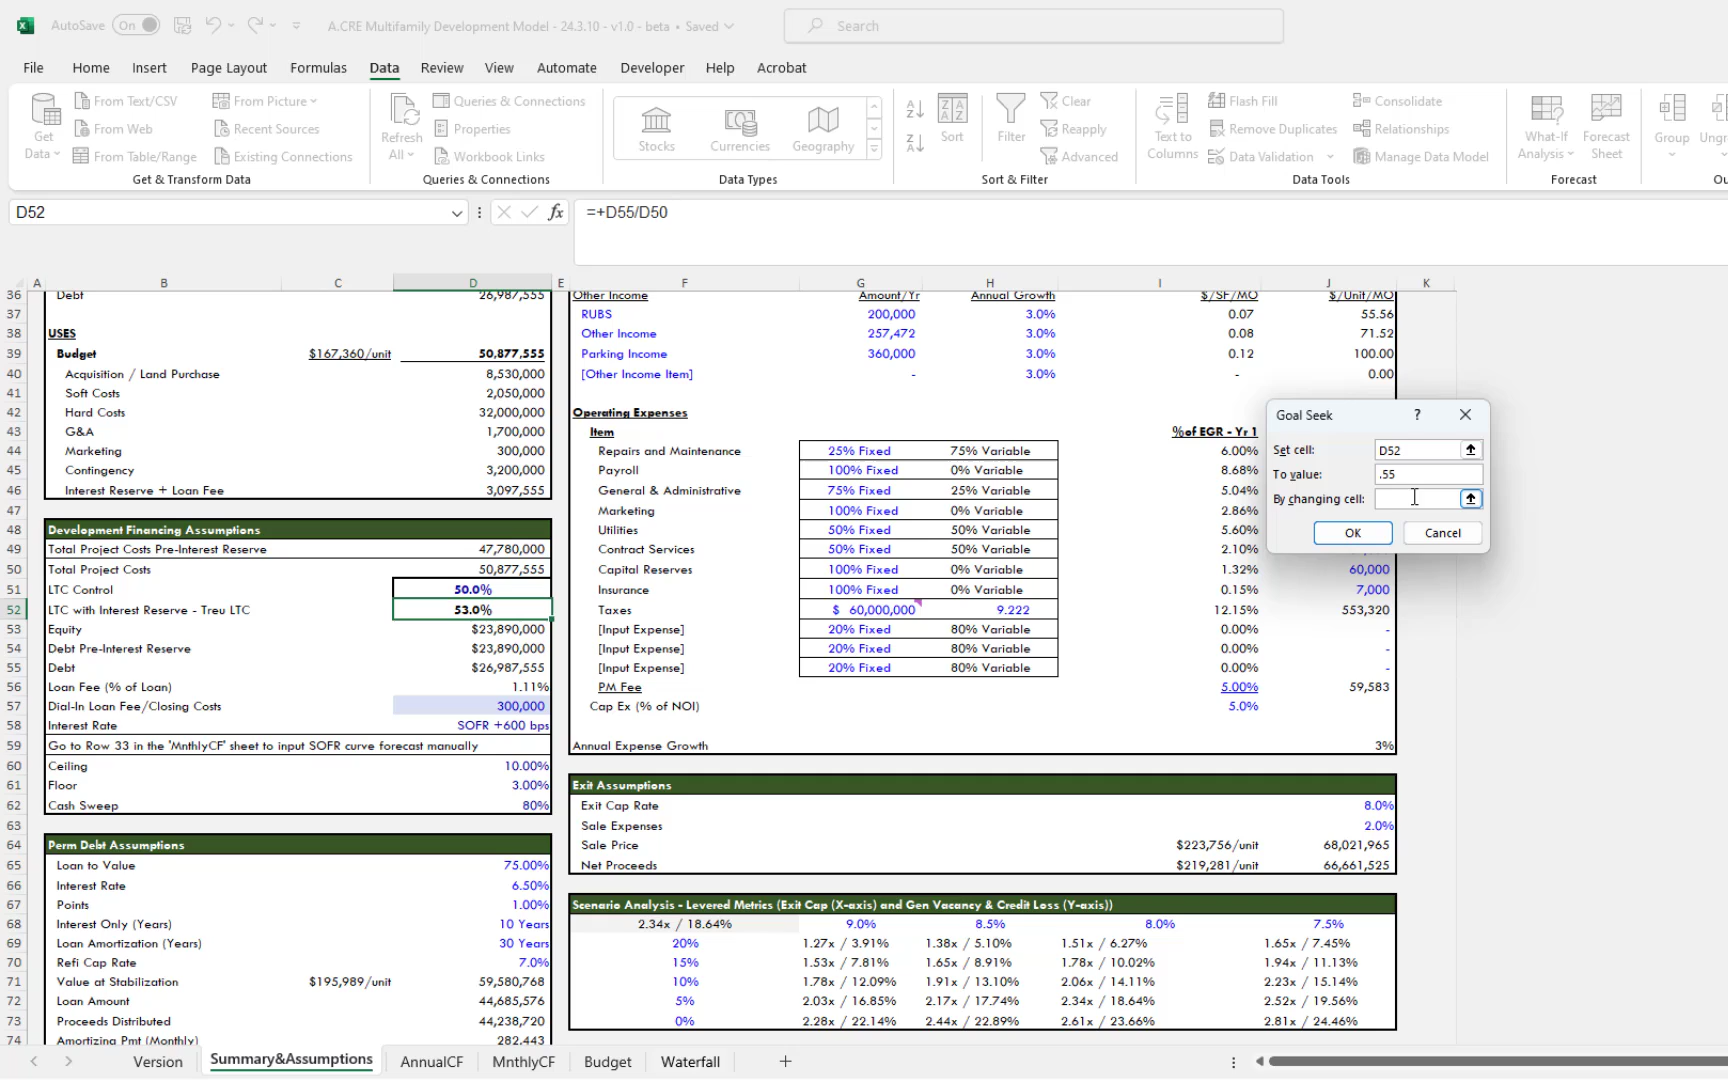 AutoSave On A.CRE Multifamily Development Model - 24.3.10 - v1.0 - beta • Saved Search
File Home Insert Page Layout Formulas Data Review View Automate Developer Help Acrobat
Get Data
From Text/CSV
From Web
From Table/Range
From Picture
Recent Sources
Existing Connections
Get & Transform Data
Refresh All
Queries & Connections
Properties
Workbook Links
Queries & Connections
Stocks Currencies Geography
Data Types
Sort
Filter
Clear
Reapply
Advanced
Sort & Filter
Text to Columns
Flash Fill
Remove Duplicates
Data Validation
Consolidate
Relationships
Manage Data Model
Data Tools
What-If Analysis
Forecast Sheet
Forecast
Group
D52 fx =+D55/D50
A B C D E F G H I J K
36 Debt 26,987,555 Other Income Amount/Yr Annual Growth $/SF/MO $/Unit/MO
37 RUBS 200,000 3.0% 0.07 55.56
38 USES Other Income 257,472 3.0% 0.08 71.52
39 Budget $167,360/unit 50,877,555 Parking Income 360,000 3.0% 0.12 100.00
40 Acquisition / Land Purchase 8,530,000 [Other Income Item] - 3.0% - 0.00
41 Soft Costs 2,050,000
42 Hard Costs 32,000,000 Operating Expenses
43 G&A 1,700,000 Item %of EGR - Yr 1
44 Marketing 300,000 Repairs and Maintenance 25% Fixed 75% Variable 6.00%
45 Contingency 3,200,000 Payroll 100% Fixed 0% Variable 8.68%
46 Interest Reserve + Loan Fee 3,097,555 General & Administrative 75% Fixed 25% Variable 5.04%
47 Marketing 100% Fixed 0% Variable 2.86%
48 Development Financing Assumptions Utilities 50% Fixed 50% Variable 5.60%
49 Total Project Costs Pre-Interest Reserve 47,780,000 Contract Services 50% Fixed 50% Variable 2.10%
50 Total Project Costs 50,877,555 Capital Reserves 100% Fixed 0% Variable 1.32% 60,000
51 LTC Control 50.0% Insurance 100% Fixed 0% Variable 0.15% 7,000
52 LTC with Interest Reserve - Treu LTC 53.0% Taxes $ 60,000,000 9.222 12.15% 553,320
53 Equity $23,890,000 [Input Expense] 20% Fixed 80% Variable 0.00% -
54 Debt Pre-Interest Reserve $23,890,000 [Input Expense] 20% Fixed 80% Variable 0.00% -
55 Debt $26,987,555 [Input Expense] 20% Fixed 80% Variable 0.00% -
56 Loan Fee (% of Loan) 1.11% PM Fee 5.00% 59,583
57 Dial-In Loan Fee/Closing Costs 300,000 Cap Ex (% of NOI) 5.0%
58 Interest Rate SOFR +600 bps
59 Go to Row 33 in the 'MnthlyCF' sheet to input SOFR curve forecast manually Annual Expense Growth 3%
60 Ceiling 10.00%
61 Floor 3.00% Exit Assumptions
62 Cash Sweep 80% Exit Cap Rate 8.0%
63 Sale Expenses 2.0%
64 Perm Debt Assumptions Sale Price $223,756/unit 68,021,965
65 Loan to Value 75.00% Net Proceeds $219,281/unit 66,661,525
66 Interest Rate 6.50%
67 Points 1.00% Scenario Analysis - Levered Metrics (Exit Cap (X-axis) and Gen Vacancy & Credit Loss (Y-axis))
68 Interest Only (Years) 10 Years 2.34x / 18.64% 9.0% 8.5% 8.0% 7.5%
69 Loan Amortization (Years) 30 Years 20% 1.27x / 3.91% 1.38x / 5.10% 1.51x / 6.27% 1.65x / 7.45%
70 Refi Cap Rate 7.0% 15% 1.53x / 7.81% 1.65x / 8.91% 1.78x / 10.02% 1.94x / 11.13%
71 Value at Stabilization $195,989/unit 59,580,768 10% 1.78x / 12.09% 1.91x / 13.10% 2.06x / 14.11% 2.23x / 15.14%
72 Loan Amount 44,685,576 5% 2.03x / 16.85% 2.17x / 17.74% 2.34x / 18.64% 2.52x / 19.56%
73 Proceeds Distributed 44,238,720 0% 2.28x / 22.14% 2.44x / 22.89% 2.61x / 23.66% 2.81x / 24.46%
74 Amortizing Pmt (Monthly) 282,443
Goal Seek ?
Set cell: D52
To value: .55
By changing cell:
OK Cancel
Version Summary&Assumptions AnnualCF MnthlyCF Budget Waterfall